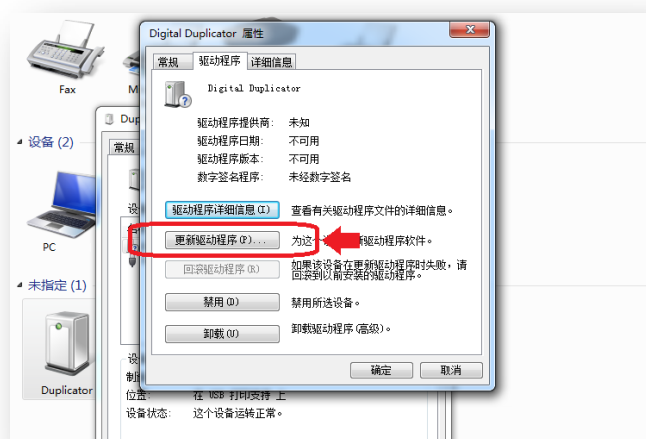 Digital Duplicator 属性
常规 驱动程序 详细信息
Fax
Digital Duplicator
Dup
驱动程序提供商: 未知
设备 (2)
驱动程序日期: 不可用
常规
驱动程序版本: 不可用
数字签名程序: 未经数字签名
驱动程序详细信息(I) 查看有关驱动程序文件的详细信息。
更新驱动程序(P)... 为这 新驱动程序软件。
PC
回滚驱动程序(R) 如果该设备在更新驱动程序时失败，请
回滚到以前安装的驱动程序。
未指定 (1)
禁用(D) 禁用所选设备。
卸载(U) 卸载驱动程序(高级)。
确定 取消
Duplicator
位置: 在 USB 打印支持 上
设备状态: 这个设备运转正常。